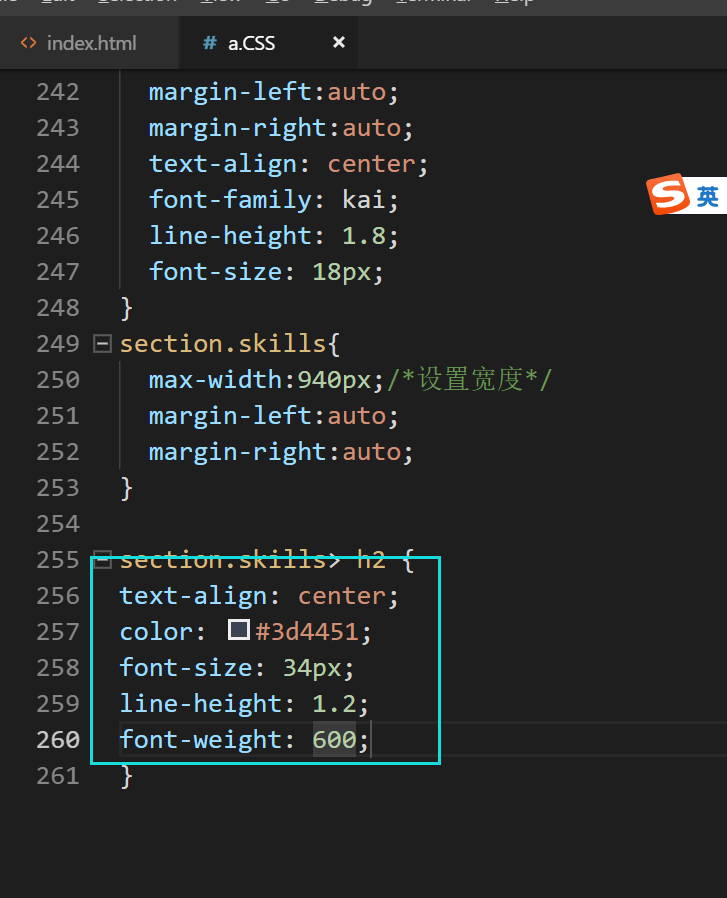 index.html # a.CSS ×
242 margin-left:auto;
243 margin-right:auto;
244 text-align: center;
245 font-family: kai;
246 line-height: 1.8;
247 font-size: 18px;
248 }
249 section.skills{
250 max-width:940px;/*设置宽度*/
251 margin-left:auto;
252 margin-right:auto;
253 }
254
255 section.skills> h2 {
256 text-align: center;
257 color: #3d4451;
258 font-size: 34px;
259 line-height: 1.2;
260 font-weight: 600;
261 }
S 英